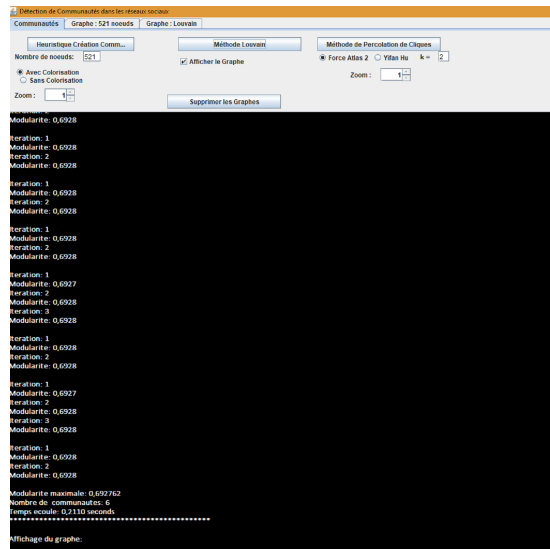 Détection de Communautés dans les réseaux sociaux
Communautés Graphe : 521 noeuds Graphe : Louvain
Heuristique Création Comm... Méthode Louvain Méthode de Percolation de Cliques
Nombre de noeuds: 521 Afficher le Graphe Force Atlas 2 Yifan Hu k = 2
Avec Colorisation
Sans Colorisation
Zoom : 1
Zoom : 1
Supprimer les Graphes
Iteration: 2
Modularite: 0,6928
Iteration: 1
Modularite: 0,6928
Iteration: 2
Modularite: 0,6928
Iteration: 1
Modularite: 0,6928
Iteration: 2
Modularite: 0,6928
Iteration: 1
Modularite: 0,6928
Iteration: 2
Modularite: 0,6928
Iteration: 1
Modularite: 0,6927
Iteration: 2
Modularite: 0,6928
Iteration: 3
Modularite: 0,6928
Iteration: 1
Modularite: 0,6928
Iteration: 2
Modularite: 0,6928
Iteration: 1
Modularite: 0,6927
Iteration: 2
Modularite: 0,6928
Iteration: 3
Modularite: 0,6928
Iteration: 1
Modularite: 0,6928
Iteration: 2
Modularite: 0,6928
Modularite maximale: 0,692762
Nombre de communautes: 6
Temps ecoule: 0,2110 seconds
**************************************************
Affichage du graphe: